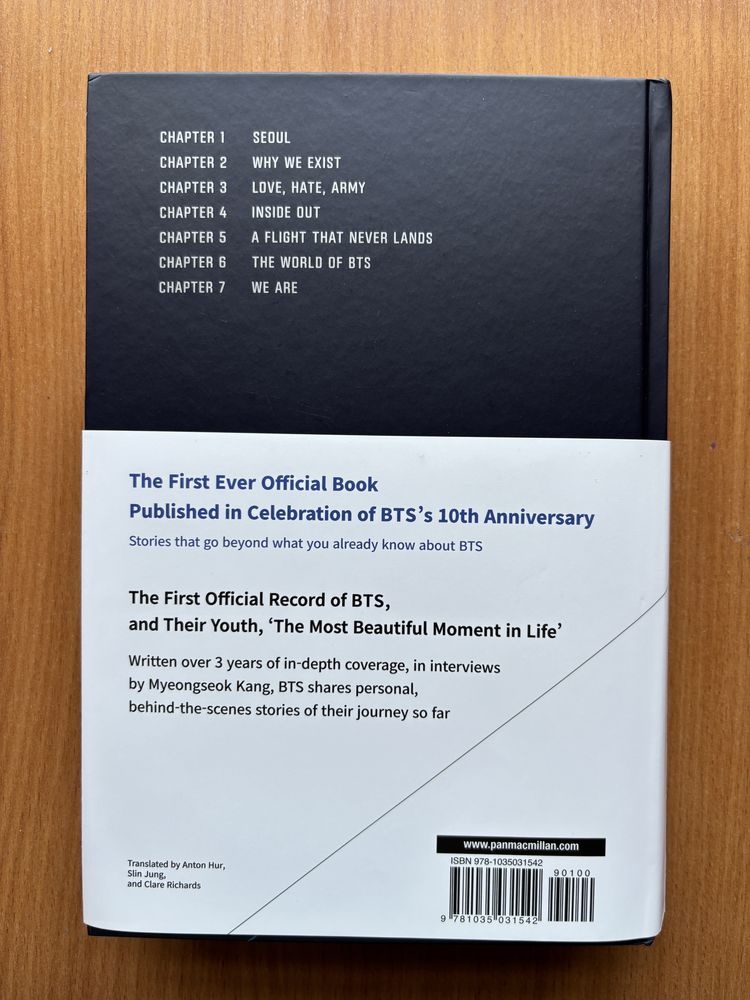 CHAPTER 1 SEOUL
CHAPTER 2 WHY WE EXIST
CHAPTER 3 LOVE, HATE, ARMY
CHAPTER 4 INSIDE OUT
CHAPTER 5 A FLIGHT THAT NEVER LANDS
CHAPTER 6 THE WORLD OF BTS
CHAPTER 7 WE ARE
The First Ever Official Book
Published in Celebration of BTS’s 10th Anniversary
Stories that go beyond what you already know about BTS
The First Official Record of BTS,
and Their Youth, ‘The Most Beautiful Moment in Life’
Written over 3 years of in-depth coverage, in interviews
by Myeongseok Kang, BTS shares personal,
behind-the-scenes stories of their journey so far
Translated by Anton Hur,
Slin Jung,
and Clare Richards
www.panmacmillan.com
ISBN 978-1035031542
90100
9 781035 031542